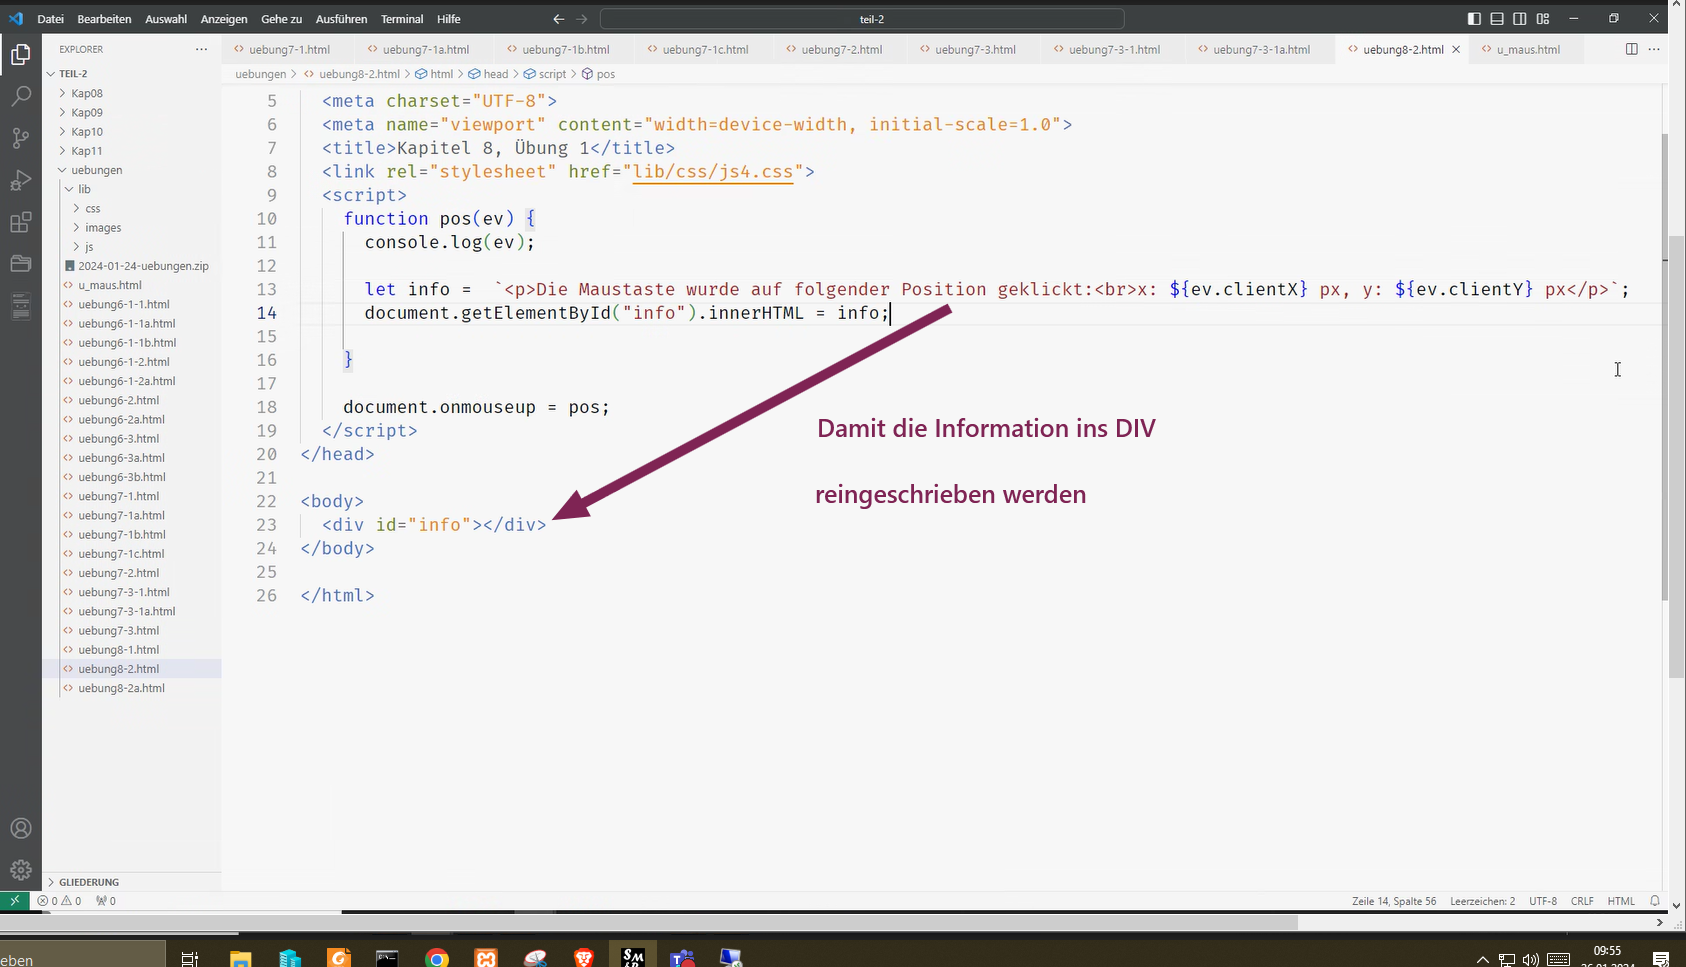 Datei Bearbeiten Auswahl Anzeigen Gehe zu Ausführen Terminal Hilfe
teil-2
EXPLORER
uebung7-1.html uebung7-1a.html uebung7-1b.html uebung7-1c.html uebung7-2.html uebung7-3.html uebung7-3-1.html uebung7-3-1a.html uebung8-2.html u_maus.html
uebungen > uebung8-2.html > html > head > script > pos
TEIL-2
Kap08
Kap09
Kap10
Kap11
uebungen
lib
css
images
js
2024-01-24-uebungen.zip
u_maus.html
uebung6-1-1.html
uebung6-1-1a.html
uebung6-1-1b.html
uebung6-1-2.html
uebung6-1-2a.html
uebung6-2.html
uebung6-2a.html
uebung6-3.html
uebung6-3a.html
uebung6-3b.html
uebung7-1.html
uebung7-1a.html
uebung7-1b.html
uebung7-1c.html
uebung7-2.html
uebung7-3-1.html
uebung7-3-1a.html
uebung7-3.html
uebung8-1.html
uebung8-2.html
uebung8-2a.html
GLIEDERUNG
5 <meta charset="UTF-8">
6 <meta name="viewport" content="width=device-width, initial-scale=1.0">
7 <title>Kapitel 8, Übung 1</title>
8 <link rel="stylesheet" href="lib/css/js4.css">
9 <script>
10 function pos(ev) {
11 console.log(ev);
12
13 let info =  `<p>Die Maustaste wurde auf folgender Position geklickt:<br>x: ${ev.clientX} px, y: ${ev.clientY} px</p>`;
14 document.getElementById("info").innerHTML = info;
15
16 }
17
18 document.onmouseup = pos;
19 </script>
20 </head>
21
22 <body>
23 <div id="info"></div>
24 </body>
25
26 </html>
Damit die Information ins DIV
reingeschrieben werden
0 0 0
Zeile 14, Spalte 56 Leerzeichen: 2 UTF-8 CRLF HTML
eben
09:55